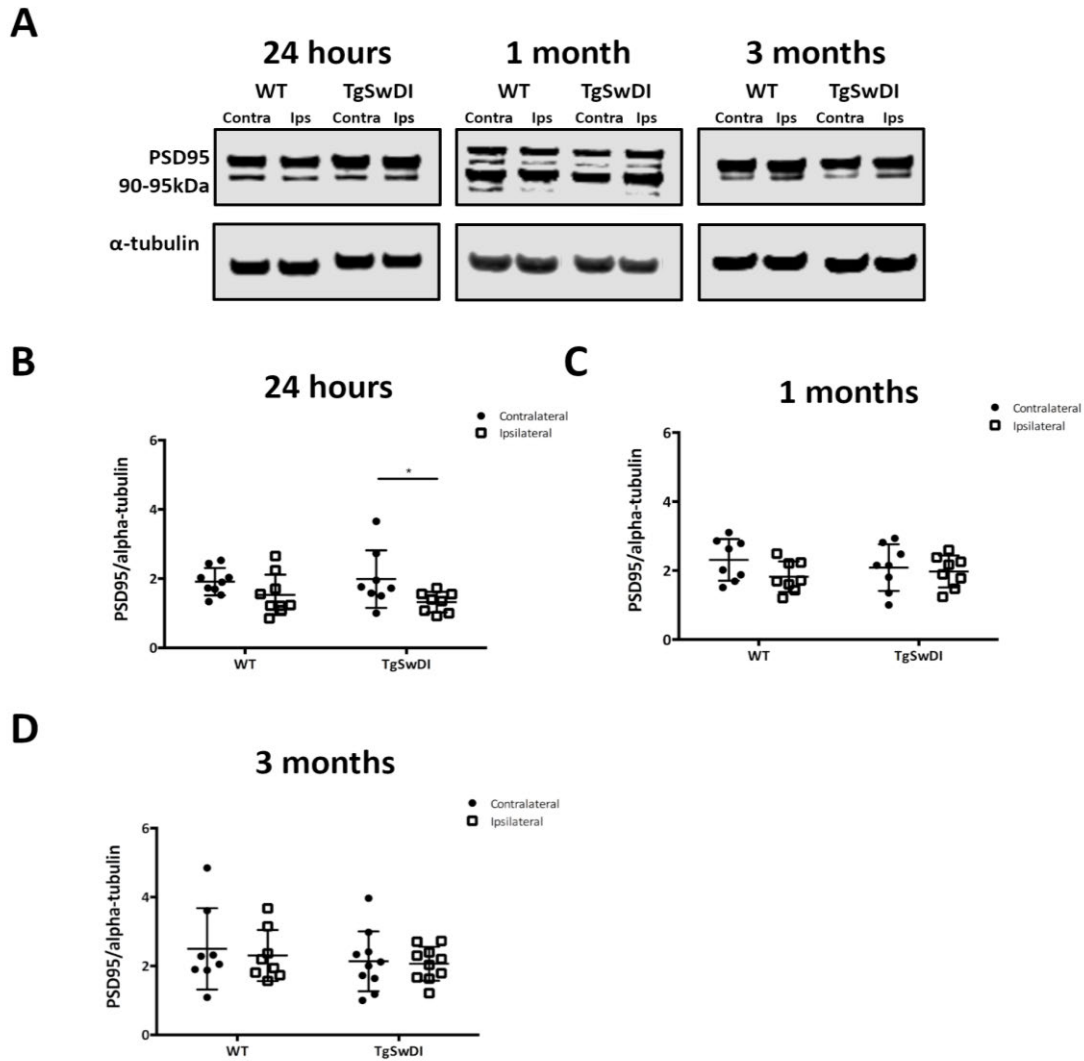 A
24 hours 1 month 3 months
WT TgSwDI WT TgSwDI WT TgSwDI
Contra Ips Contra Ips Contra Ips Contra Ips Contra Ips Contra Ips
PSD95
90-95kDa
α-tubulin
B
24 hours
Contralateral
Ipsilateral
PSD95/alpha-tubulin
6
4
2
0
*
WT TgSwDI
C
1 months
Contralateral
Ipsilateral
PSD95/alpha-tubulin
6
4
2
0
WT TgSwDI
D
3 months
Contralateral
Ipsilateral
PSD95/alpha-tubulin
6
4
2
0
WT TgSwDI